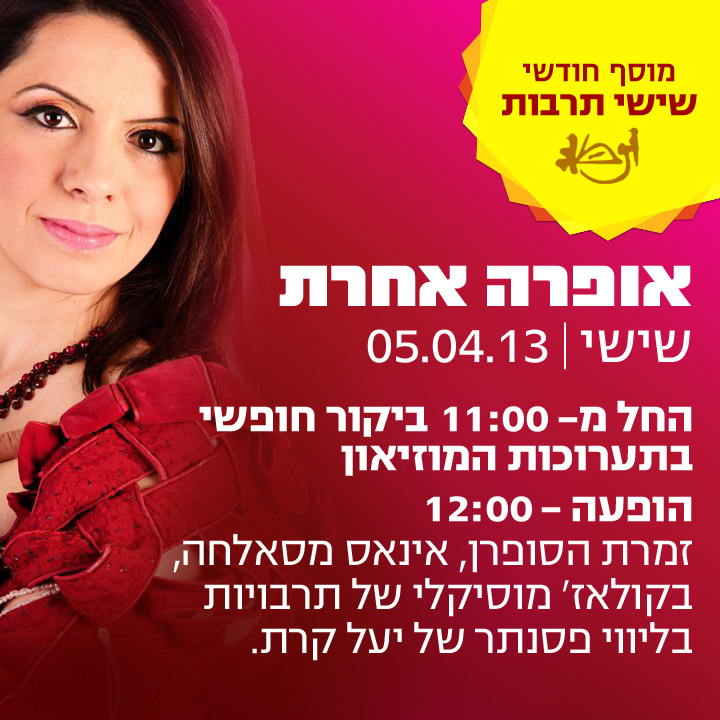 מוסף חודשי
שישי תרבות
אופרה אחרת
שישי | 05.04.13
החל מ– 11:00 ביקור חופשי
בתערוכות המוזיאון
הופעה – 12:00
זמרת הסופרן, אינאס מסאלחה,
בקולאז' מוסיקלי של תרבויות
בליווי פסנתר של יעל קרת.